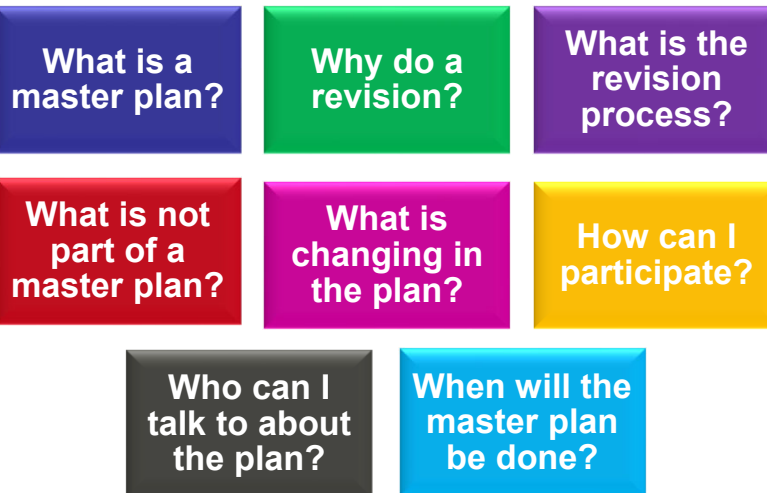 What is a
master plan?
Why do a
revision?
What is the
revision
process?
What is not
part of a
master plan?
What is
changing in
the plan?
How can I
participate?
Who can I
talk to about
the plan?
When will the
master plan
be done?